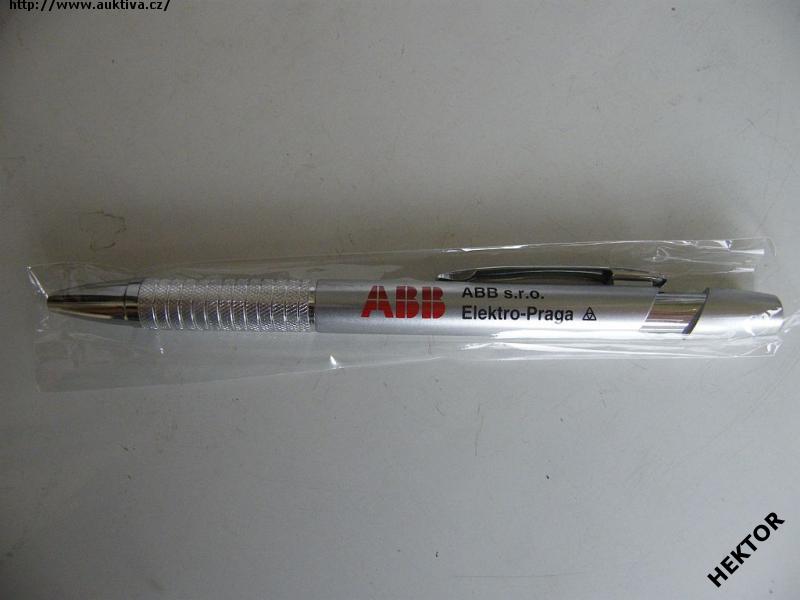 http://www.auktiva.cz/
ABB
ABB s.r.o.
Elektro-Praga
HEKTOR